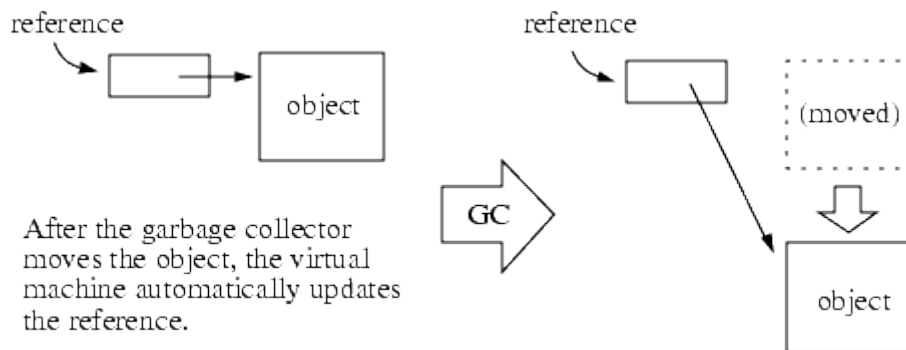 reference
object
After the garbage collector
moves the object, the virtual
machine automatically updates
the reference.
GC
reference
(moved)
object